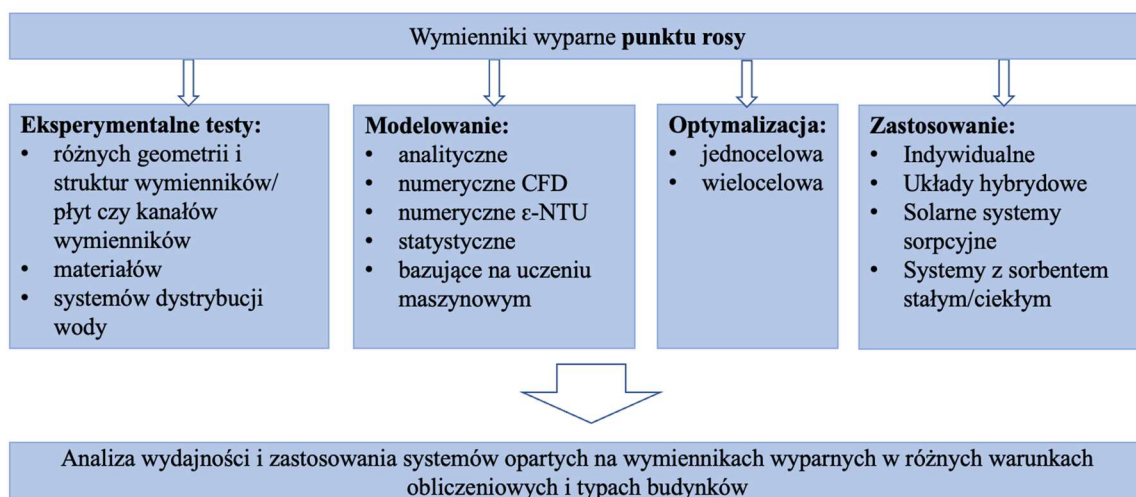 Wymienniki wyparne punktu rosy
Eksperymentalne testy:
• różnych geometrii i
struktur wymienników/
płyt czy kanałów
wymienników
• materiałów
• systemów dystrybucji
wody
Modelowanie:
• analityczne
• numeryczne CFD
• numeryczne ε-NTU
• statystyczne
• bazujące na uczeniu
maszynowym
Optymalizacja:
• jednocelowa
• wielocelowa
Zastosowanie:
• Indywidualne
• Układy hybrydowe
• Solarne systemy
sorpcyjne
• Systemy z sorbentem
stałym/ciekłym
Analiza wydajności i zastosowania systemów opartych na wymiennikach wyparnych w różnych warunkach
obliczeniowych i typach budynków